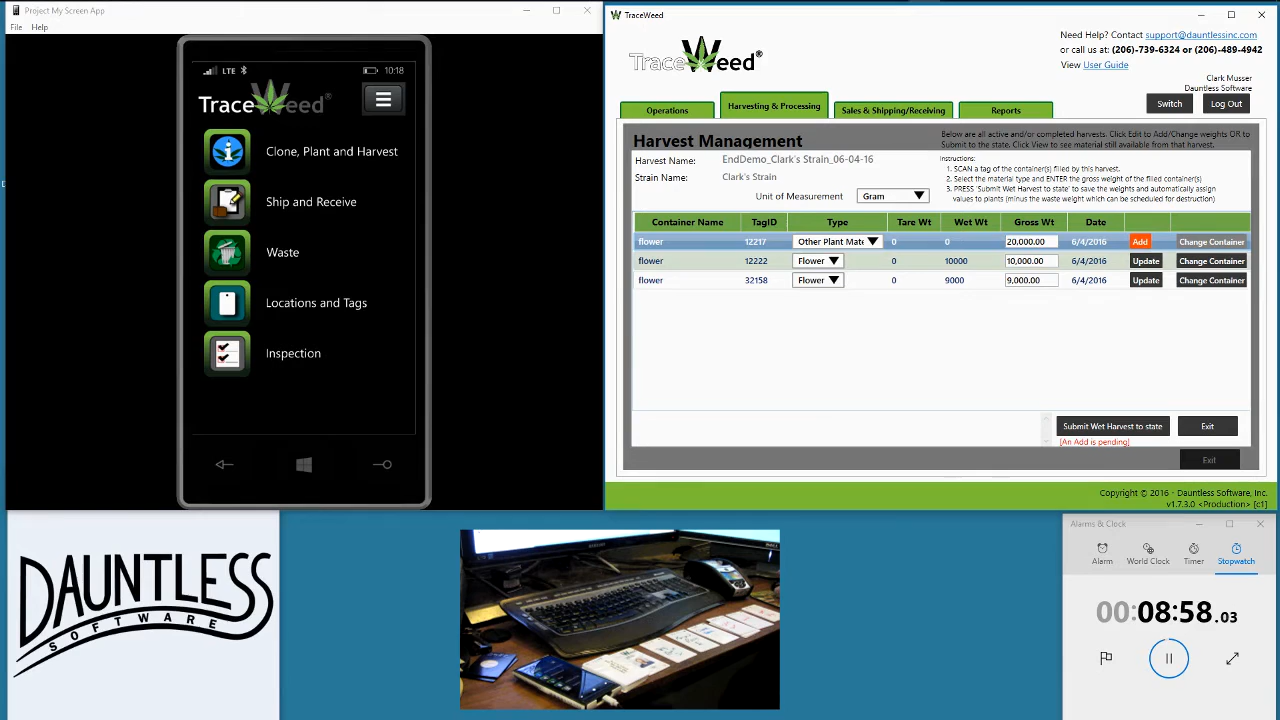 Project My Screen App
File Help
LTE 10:18
TraceWeed®
Clone, Plant and Harvest
Ship and Receive
Waste
Locations and Tags
Inspection
TraceWeed
TraceWeed®
Need Help? Contact support@dauntlessinc.com
or call us at: (206)-739-6324 or (206)-489-4942
View User Guide
Clark Musser
Dauntless Software
Switch Log Out
Operations Harvesting & Processing Sales & Shipping/Receiving Reports
Harvest Management
Below are all active and/or completed harvests. Click Edit to Add/Change weights OR to
Submit to the state. Click View to see material still available from that harvest.
Harvest Name: EndDemo_Clark's Strain_06-04-16
Strain Name: Clark's Strain
Instructions:
1. SCAN a tag of the container(s) filled by this harvest.
2. Select the material type and ENTER the gross weight of the filled container(s)
3. PRESS 'Submit Wet Harvest to state' to save the weights and automatically assign
values to plants (minus the waste weight which can be scheduled for destruction)
Unit of Measurement Gram
Container Name TagID Type Tare Wt Wet Wt Gross Wt Date
flower 12217 Other Plant Mate 0 0 20,000.00 6/4/2016 Add Change Container
flower 12222 Flower 0 10000 10,000.00 6/4/2016 Update Change Container
flower 32158 Flower 0 9000 9,000.00 6/4/2016 Update Change Container
Submit Wet Harvest to state Exit
[An Add is pending]
Exit
Copyright © 2016 - Dauntless Software, Inc.
v1.7.3.0 <Production> [c1]
DAUNTLESS
SOFTWARE
Alarms & Clock
Alarm World Clock Timer Stopwatch
00:08:58.03